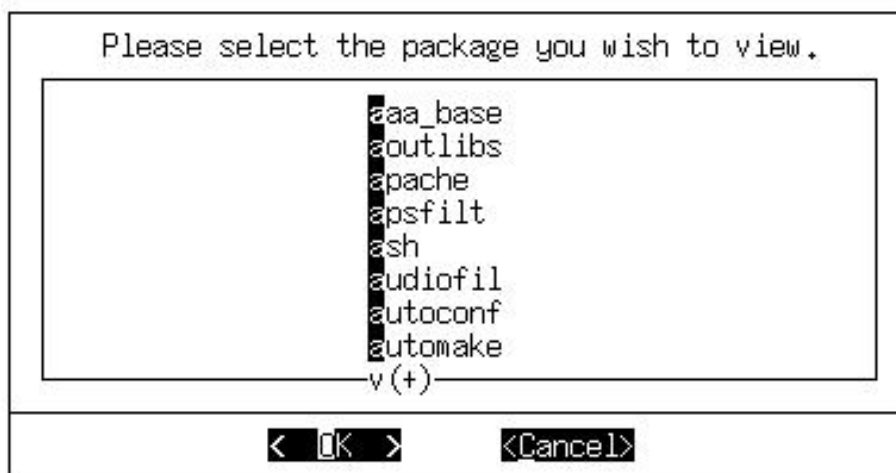 Please select the package you wish to view.
aaa_base
aoutlibs
apache
apsfilt
ash
audiofil
autoconf
automake
v(+)
< OK > <Cancel>